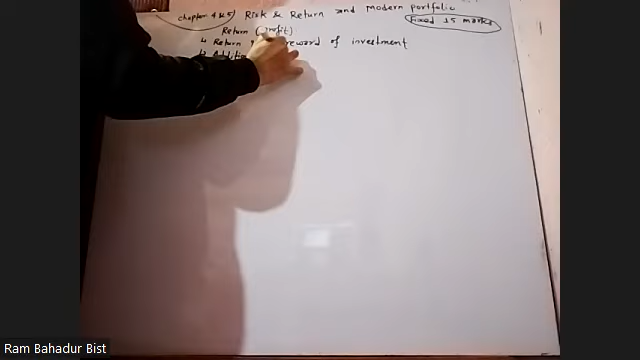 chapter 4 & 5) Risk & Return and modern portfolio
Fixed 15 marks
Return (profit)
↳ Return reward of investment
Ram Bahadur Bist